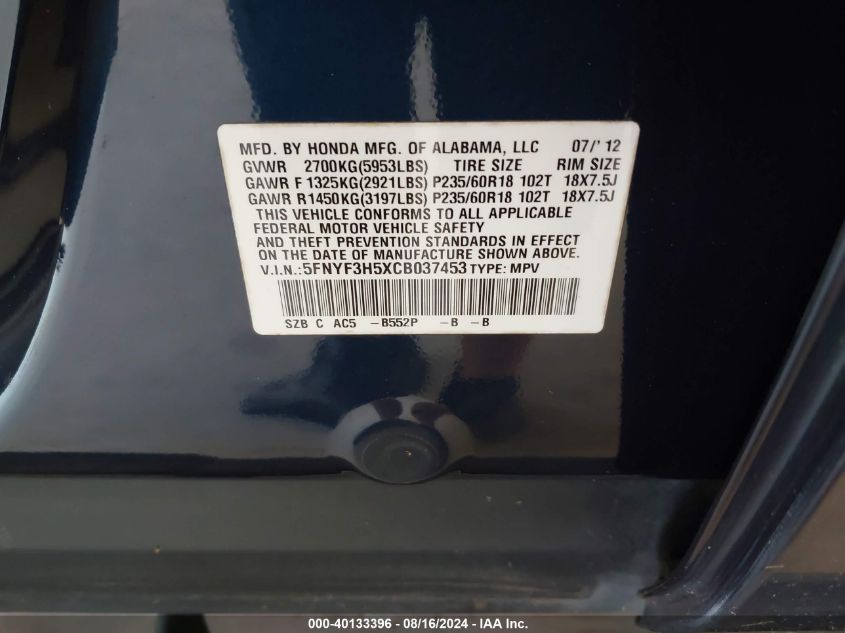 MFD. BY HONDA MFG. OF ALABAMA, LLC 07/' 12
GVWR 2700KG(5953LBS) TIRE SIZE RIM SIZE
GAWR F 1325KG(2921LBS) P235/60R18 102T 18X7.5J
GAWR R 1450KG(3197LBS) P235/60R18 102T 18X7.5J
THIS VEHICLE CONFORMS TO ALL APPLICABLE
FEDERAL MOTOR VEHICLE SAFETY
AND THEFT PREVENTION STANDARDS IN EFFECT
ON THE DATE OF MANUFACTURE SHOWN ABOVE.
V.I.N.:5FNYF3H5XCB037453 TYPE: MPV
SZB C AC5 -B552P -B -B
000-40133396 - 08/16/2024 - Copyright © 2024 IAA, Inc.